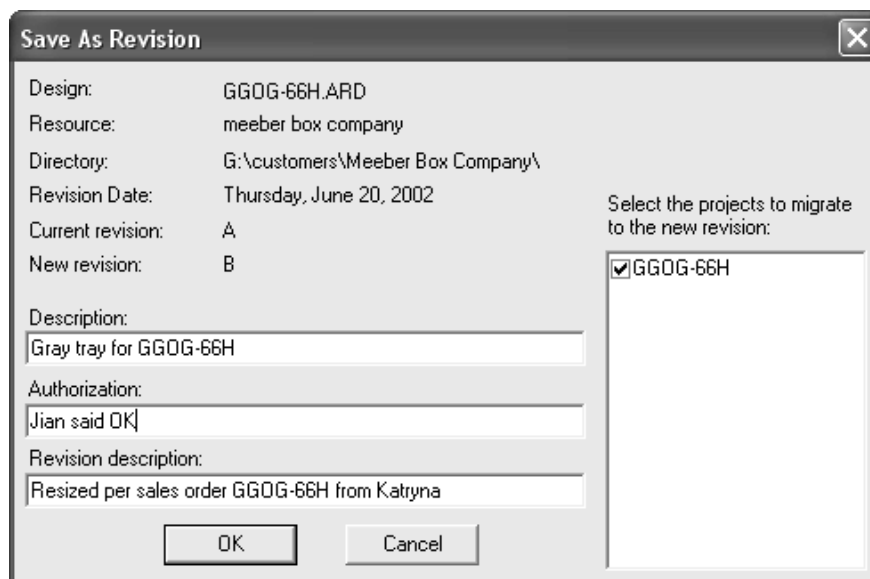 Save As Revision
Design: GGOG-66H.ARD
Resource: meeber box company
Directory: G:\customers\Meeber Box Company\
Revision Date: Thursday, June 20, 2002
Current revision: A
New revision: B
Select the projects to migrate
to the new revision:
GGOG-66H
Description:
Gray tray for GGOG-66H
Authorization:
Jian said OK
Revision description:
Resized per sales order GGOG-66H from Katryna
OK Cancel